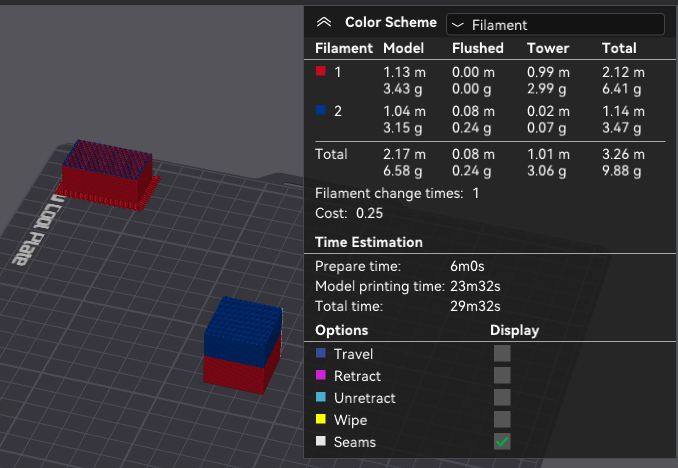 Color Scheme Filament
Filament Model Flushed Tower Total
1 1.13 m 0.00 m 0.99 m 2.12 m
3.43 g 0.00 g 2.99 g 6.41 g
2 1.04 m 0.08 m 0.02 m 1.14 m
3.15 g 0.24 g 0.07 g 3.47 g
Total 2.17 m 0.08 m 1.01 m 3.26 m
6.58 g 0.24 g 3.06 g 9.88 g
Filament change times: 1
Cost: 0.25
Time Estimation
Prepare time: 6m0s
Model printing time: 23m32s
Total time: 29m32s
Options Display
Travel
Retract
Unretract
Wipe
Seams
Cool Plate